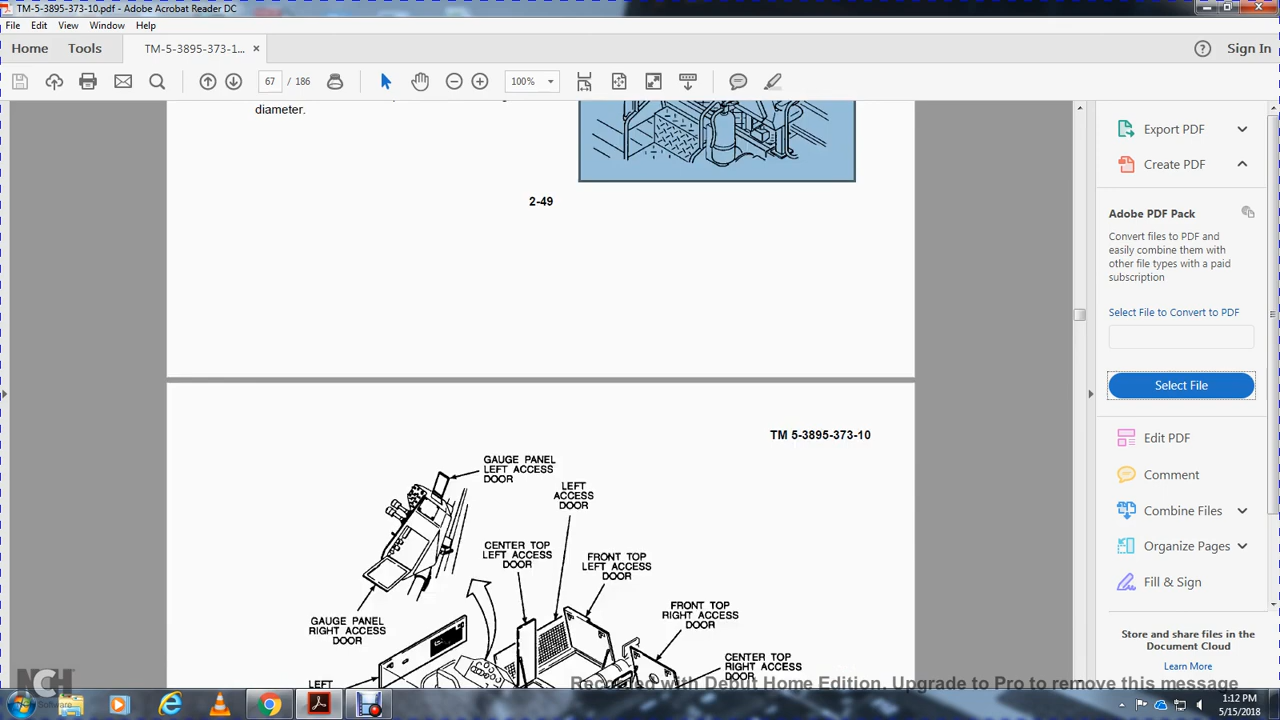 TM-5-3895-373-10.pdf - Adobe Acrobat Reader DC
File Edit View Window Help
Home Tools TM-5-3895-373-1... × Sign In
67 / 186 100%
diameter.
2-49
TM 5-3895-373-10
GAUGE PANEL
LEFT ACCESS
DOOR
LEFT
ACCESS
DOOR
CENTER TOP
LEFT ACCESS
DOOR
FRONT TOP
LEFT ACCESS
DOOR
GAUGE PANEL
RIGHT ACCESS
DOOR
FRONT TOP
RIGHT ACCESS
DOOR
CENTER TOP
RIGHT ACCESS
DOOR
LEFT
Export PDF
Create PDF
Adobe PDF Pack
Convert files to PDF and
easily combine them with
other file types with a paid
subscription
Select File to Convert to PDF
Select File
Edit PDF
Comment
Combine Files
Organize Pages
Fill & Sign
Store and share files in the
Document Cloud
Learn More
Recorded with Debut Home Edition. Upgrade to Pro to remove this message
NCH
Software
1:12 PM
5/15/2018